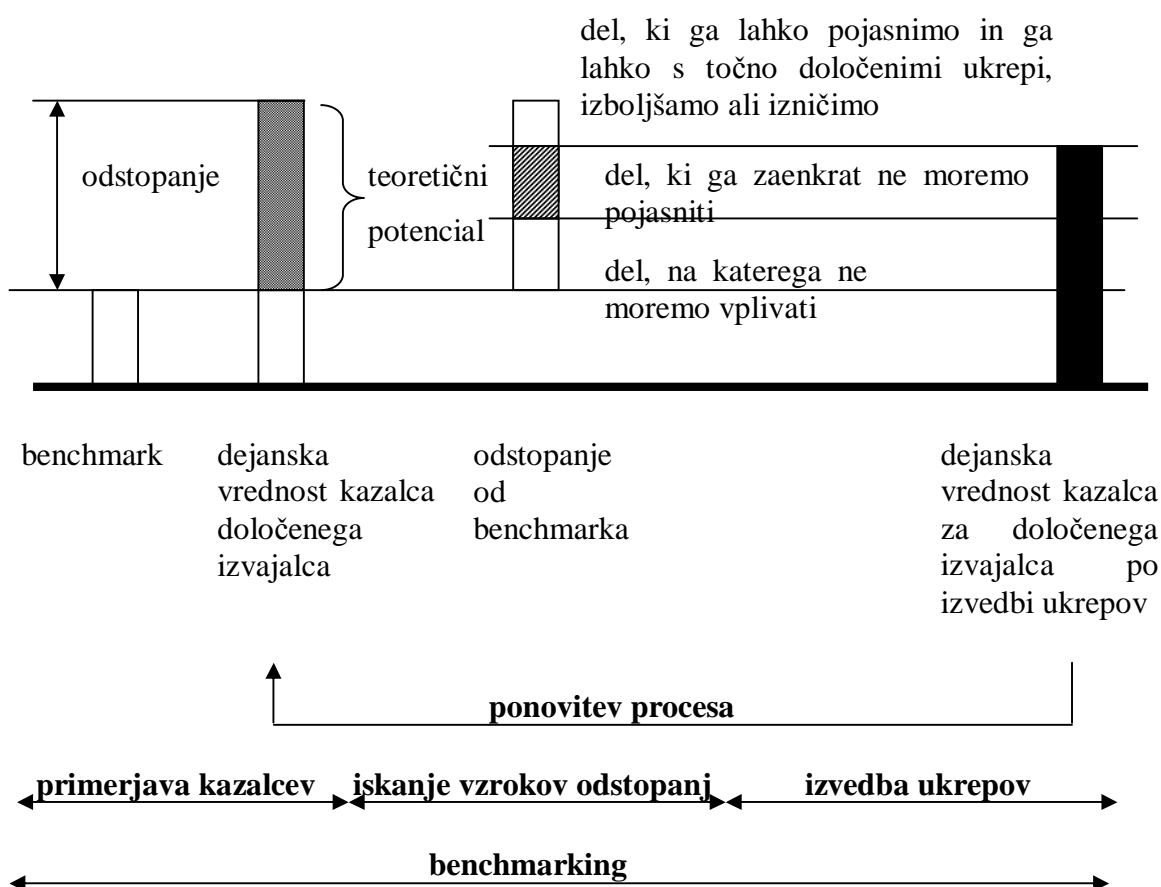 del, ki ga lahko pojasnimo in ga
lahko s točno določenimi ukrepi,
izboljšamo ali izničimo
odstopanje
teoretični
potencial
del, ki ga zaenkrat ne moremo
pojasniti
del, na katerega ne
moremo vplivati
benchmark
dejanska
vrednost kazalca
določenega
izvajalca
odstopanje
od
benchmarka
dejanska
vrednost kazalca
za določenega
izvajalca po
izvedbi ukrepov
ponovitev procesa
primerjava kazalcev
iskanje vzrokov odstopanj
izvedba ukrepov
benchmarking